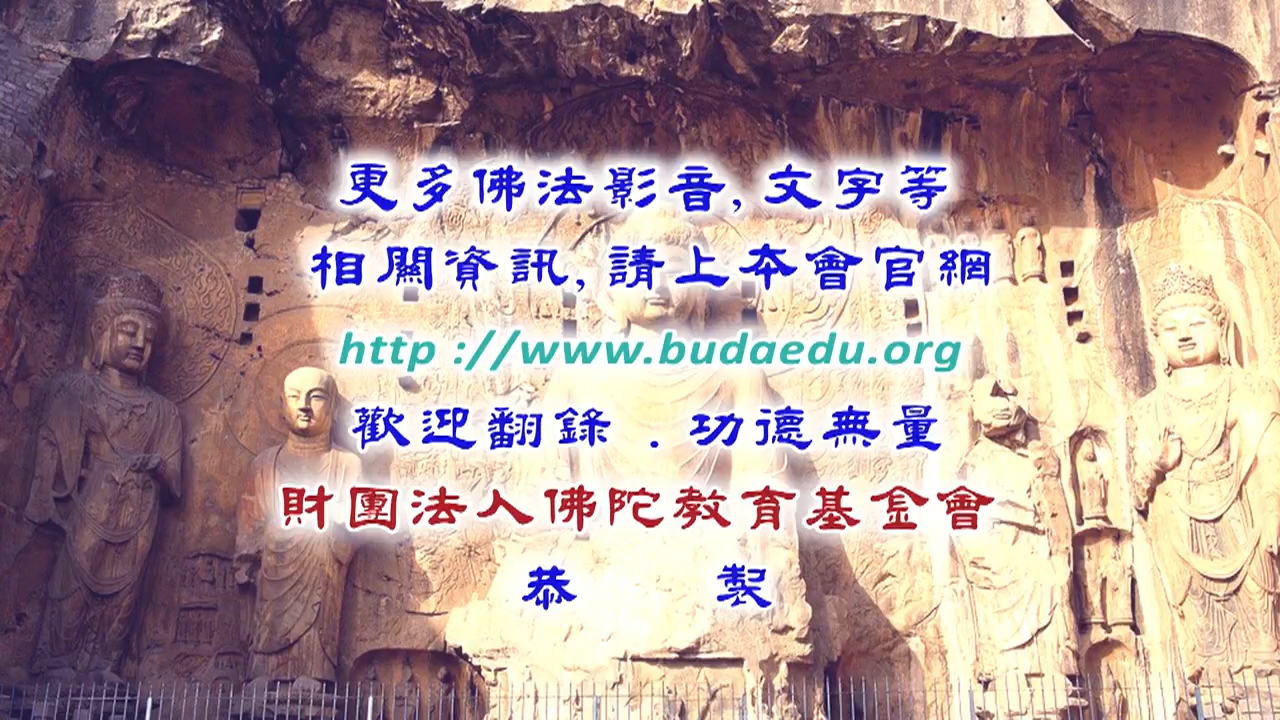 更多佛法影音,文字等
相關資訊,請上本會官網
http ://www.budaedu.org
歡迎翻錄 . 功德無量
財團法人佛陀教育基金會
恭 製